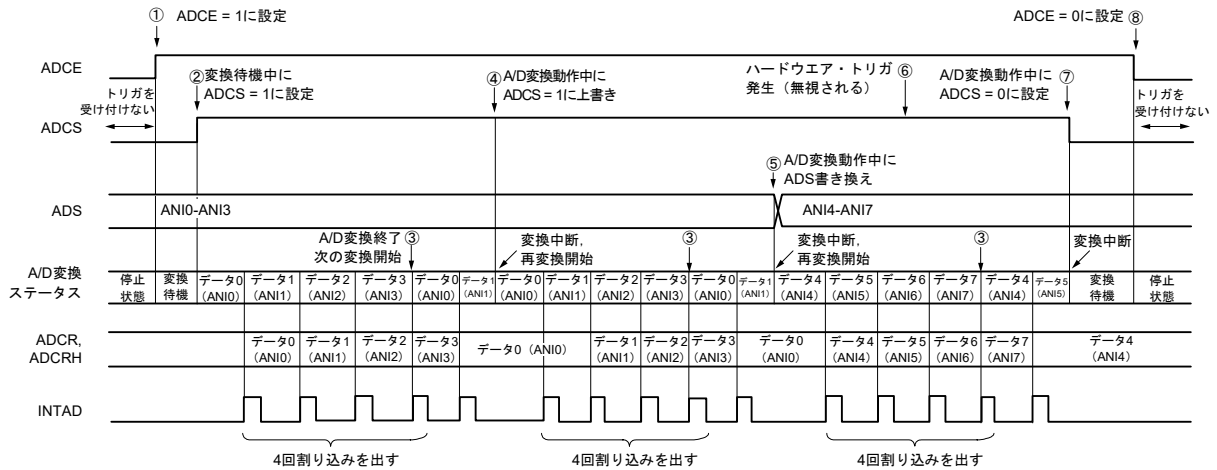 ① ADCE = 1に設定
ADCE = 0に設定 ⑧
ADCE
②変換待機中に
ADCS = 1に設定
④A/D変換動作中に
ADCS = 1に上書き
ハードウエア・トリガ ⑥
発生（無視される）
A/D変換動作中に ⑦
ADCS = 0に設定
トリガを
受け付けない
トリガを
受け付けない
ADCS
⑤A/D変換動作中に
ADS書き換え
ADS
ANI0-ANI3
ANI4-ANI7
A/D変換終了 ③
次の変換開始
変換中断,
再変換開始
③
変換中断,
再変換開始
③
変換中断
A/D変換
ステータス
停止 変換 データ0 データ1 データ2 データ3 データ0 データ1 データ0 データ1 データ2 データ3 データ0 データ1 データ4 データ5 データ6 データ7 データ4 データ5 変換 停止
状態 待機 （ANI0） （ANI1） （ANI2） （ANI3） （ANI0） （ANI1） （ANI0） （ANI1） （ANI2） （ANI3） （ANI0） （ANI1） （ANI4） （ANI5） （ANI6） （ANI7） （ANI4） （ANI5） 待機 状態
ADCR,
ADCRH
データ0 データ1 データ2 データ3 データ0（ANI0） データ1 データ2 データ3 データ0 データ4 データ5 データ6 データ7 データ4
（ANI0） （ANI1） （ANI2） （ANI3） （ANI1） （ANI2） （ANI3） （ANI0） （ANI4） （ANI5） （ANI6） （ANI7） （ANI4）
INTAD
4回割り込みを出す
4回割り込みを出す
4回割り込みを出す